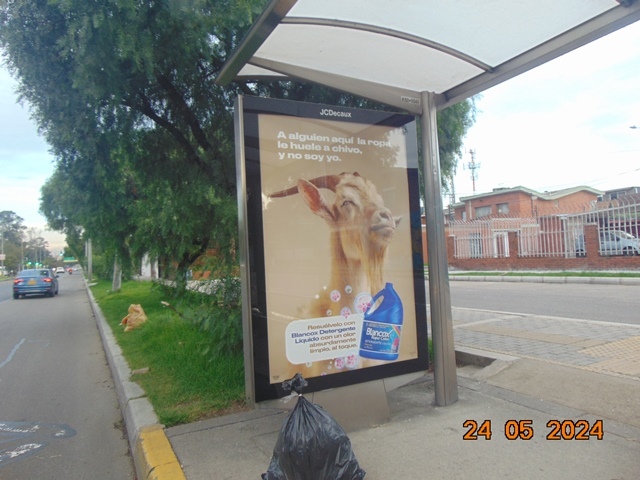 JCDecaux
A alguien aquí la ropa
le huele a chivo,
y no soy yo.
Resuélvelo con
Blancox Detergente
Líquido con un olor
absurdamente
limpio, al toque.
Blancox
24 05 2024